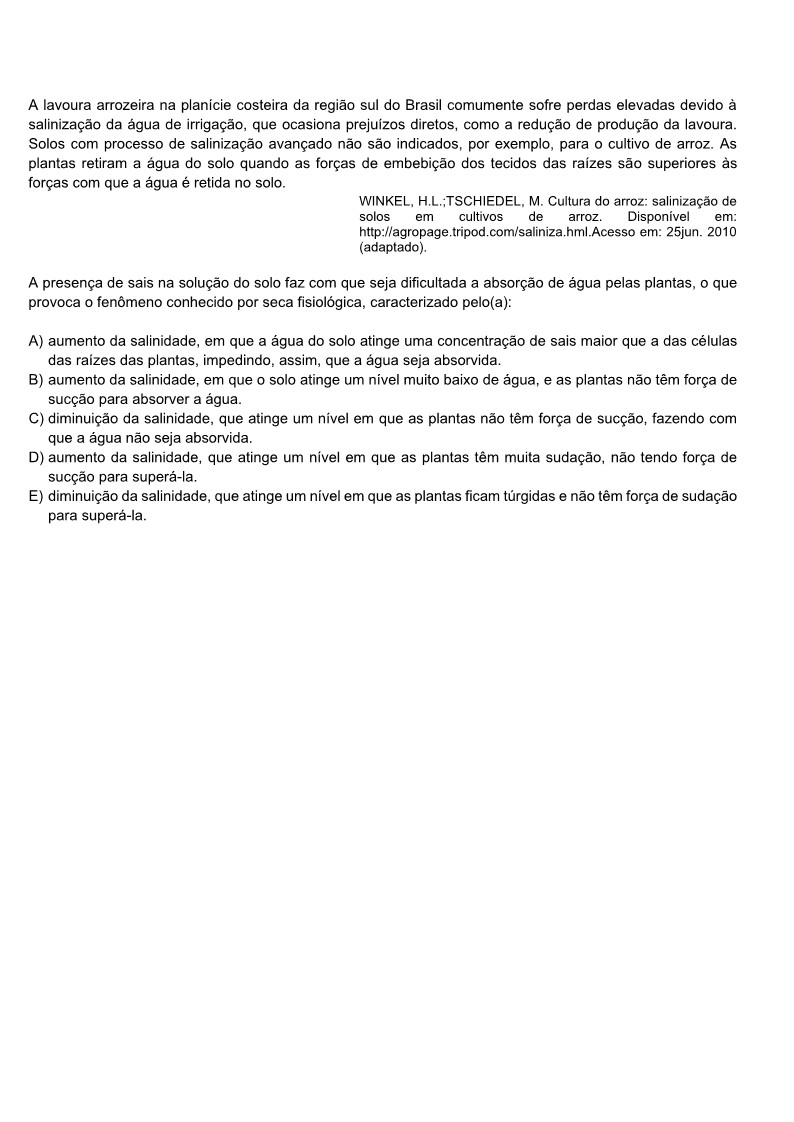 A lavoura arrozeira na planície costeira da região sul do Brasil comumente sofre perdas elevadas devido à
salinização da água de irrigação, que ocasiona prejuízos diretos, como a redução de produção da lavoura.
Solos com processo de salinização avançado não são indicados, por exemplo, para o cultivo de arroz. As
plantas retiram a água do solo quando as forças de embebição dos tecidos das raízes são superiores às
forças com que a água é retida no solo.
WINKEL, H.L.;TSCHIEDEL, M. Cultura do arroz: salinização de
solos em cultivos de arroz. Disponível em:
http://agropage.tripod.com/saliniza.hml.Acesso em: 25jun. 2010
(adaptado).
A presença de sais na solução do solo faz com que seja dificultada a absorção de água pelas plantas, o que
provoca o fenômeno conhecido por seca fisiológica, caracterizado pelo(a):
A) aumento da salinidade, em que a água do solo atinge uma concentração de sais maior que a das células
das raízes das plantas, impedindo, assim, que a água seja absorvida.
B) aumento da salinidade, em que o solo atinge um nível muito baixo de água, e as plantas não têm força de
sucção para absorver a água.
C) diminuição da salinidade, que atinge um nível em que as plantas não têm força de sucção, fazendo com
que a água não seja absorvida.
D) aumento da salinidade, que atinge um nível em que as plantas têm muita sudação, não tendo força de
sucção para superá-la.
E) diminuição da salinidade, que atinge um nível em que as plantas ficam túrgidas e não têm força de sudação
para superá-la.